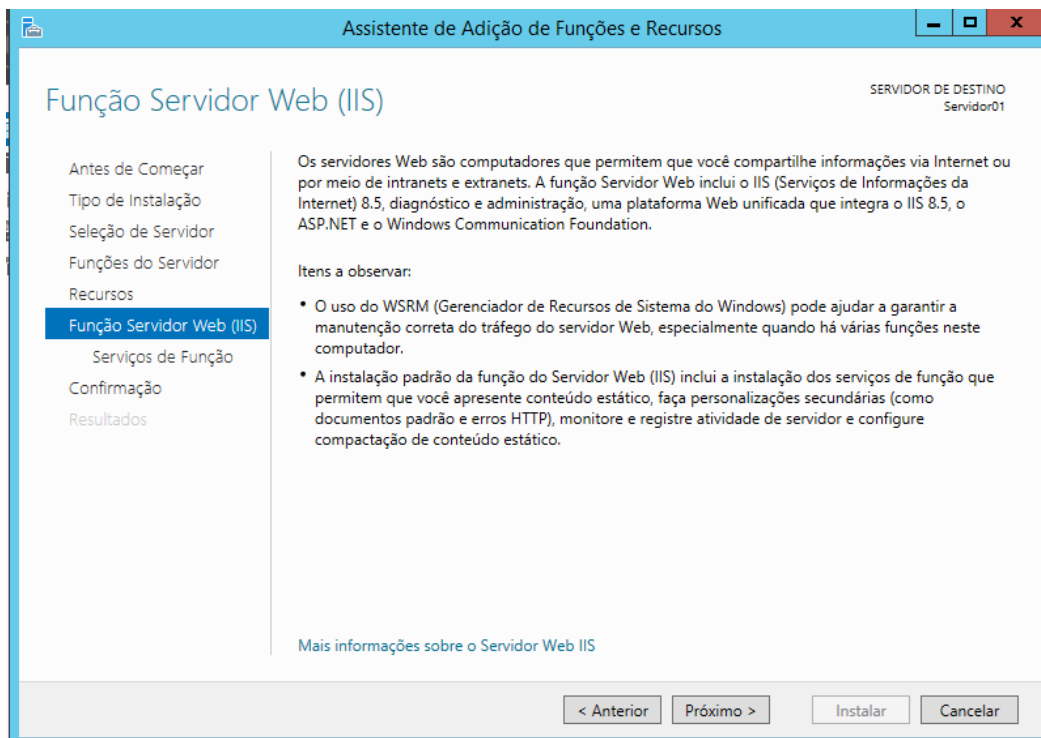 Assistente de Adição de Funções e Recursos
Função Servidor Web (IIS)
SERVIDOR DE DESTINO
Servidor01
Antes de Começar
Tipo de Instalação
Seleção de Servidor
Funções do Servidor
Recursos
Função Servidor Web (IIS)
Serviços de Função
Confirmação
Resultados
Os servidores Web são computadores que permitem que você compartilhe informações via Internet ou
por meio de intranets e extranets. A função Servidor Web inclui o IIS (Serviços de Informações da
Internet) 8.5, diagnóstico e administração, uma plataforma Web unificada que integra o IIS 8.5, o
ASP.NET e o Windows Communication Foundation.
Itens a observar:
• O uso do WSRM (Gerenciador de Recursos de Sistema do Windows) pode ajudar a garantir a
manutenção correta do tráfego do servidor Web, especialmente quando há várias funções neste
computador.
• A instalação padrão da função do Servidor Web (IIS) inclui a instalação dos serviços de função que
permitem que você apresente conteúdo estático, faça personalizações secundárias (como
documentos padrão e erros HTTP), monitore e registre atividade de servidor e configure
compactação de conteúdo estático.
Mais informações sobre o Servidor Web IIS
< Anterior
Próximo >
Instalar
Cancelar